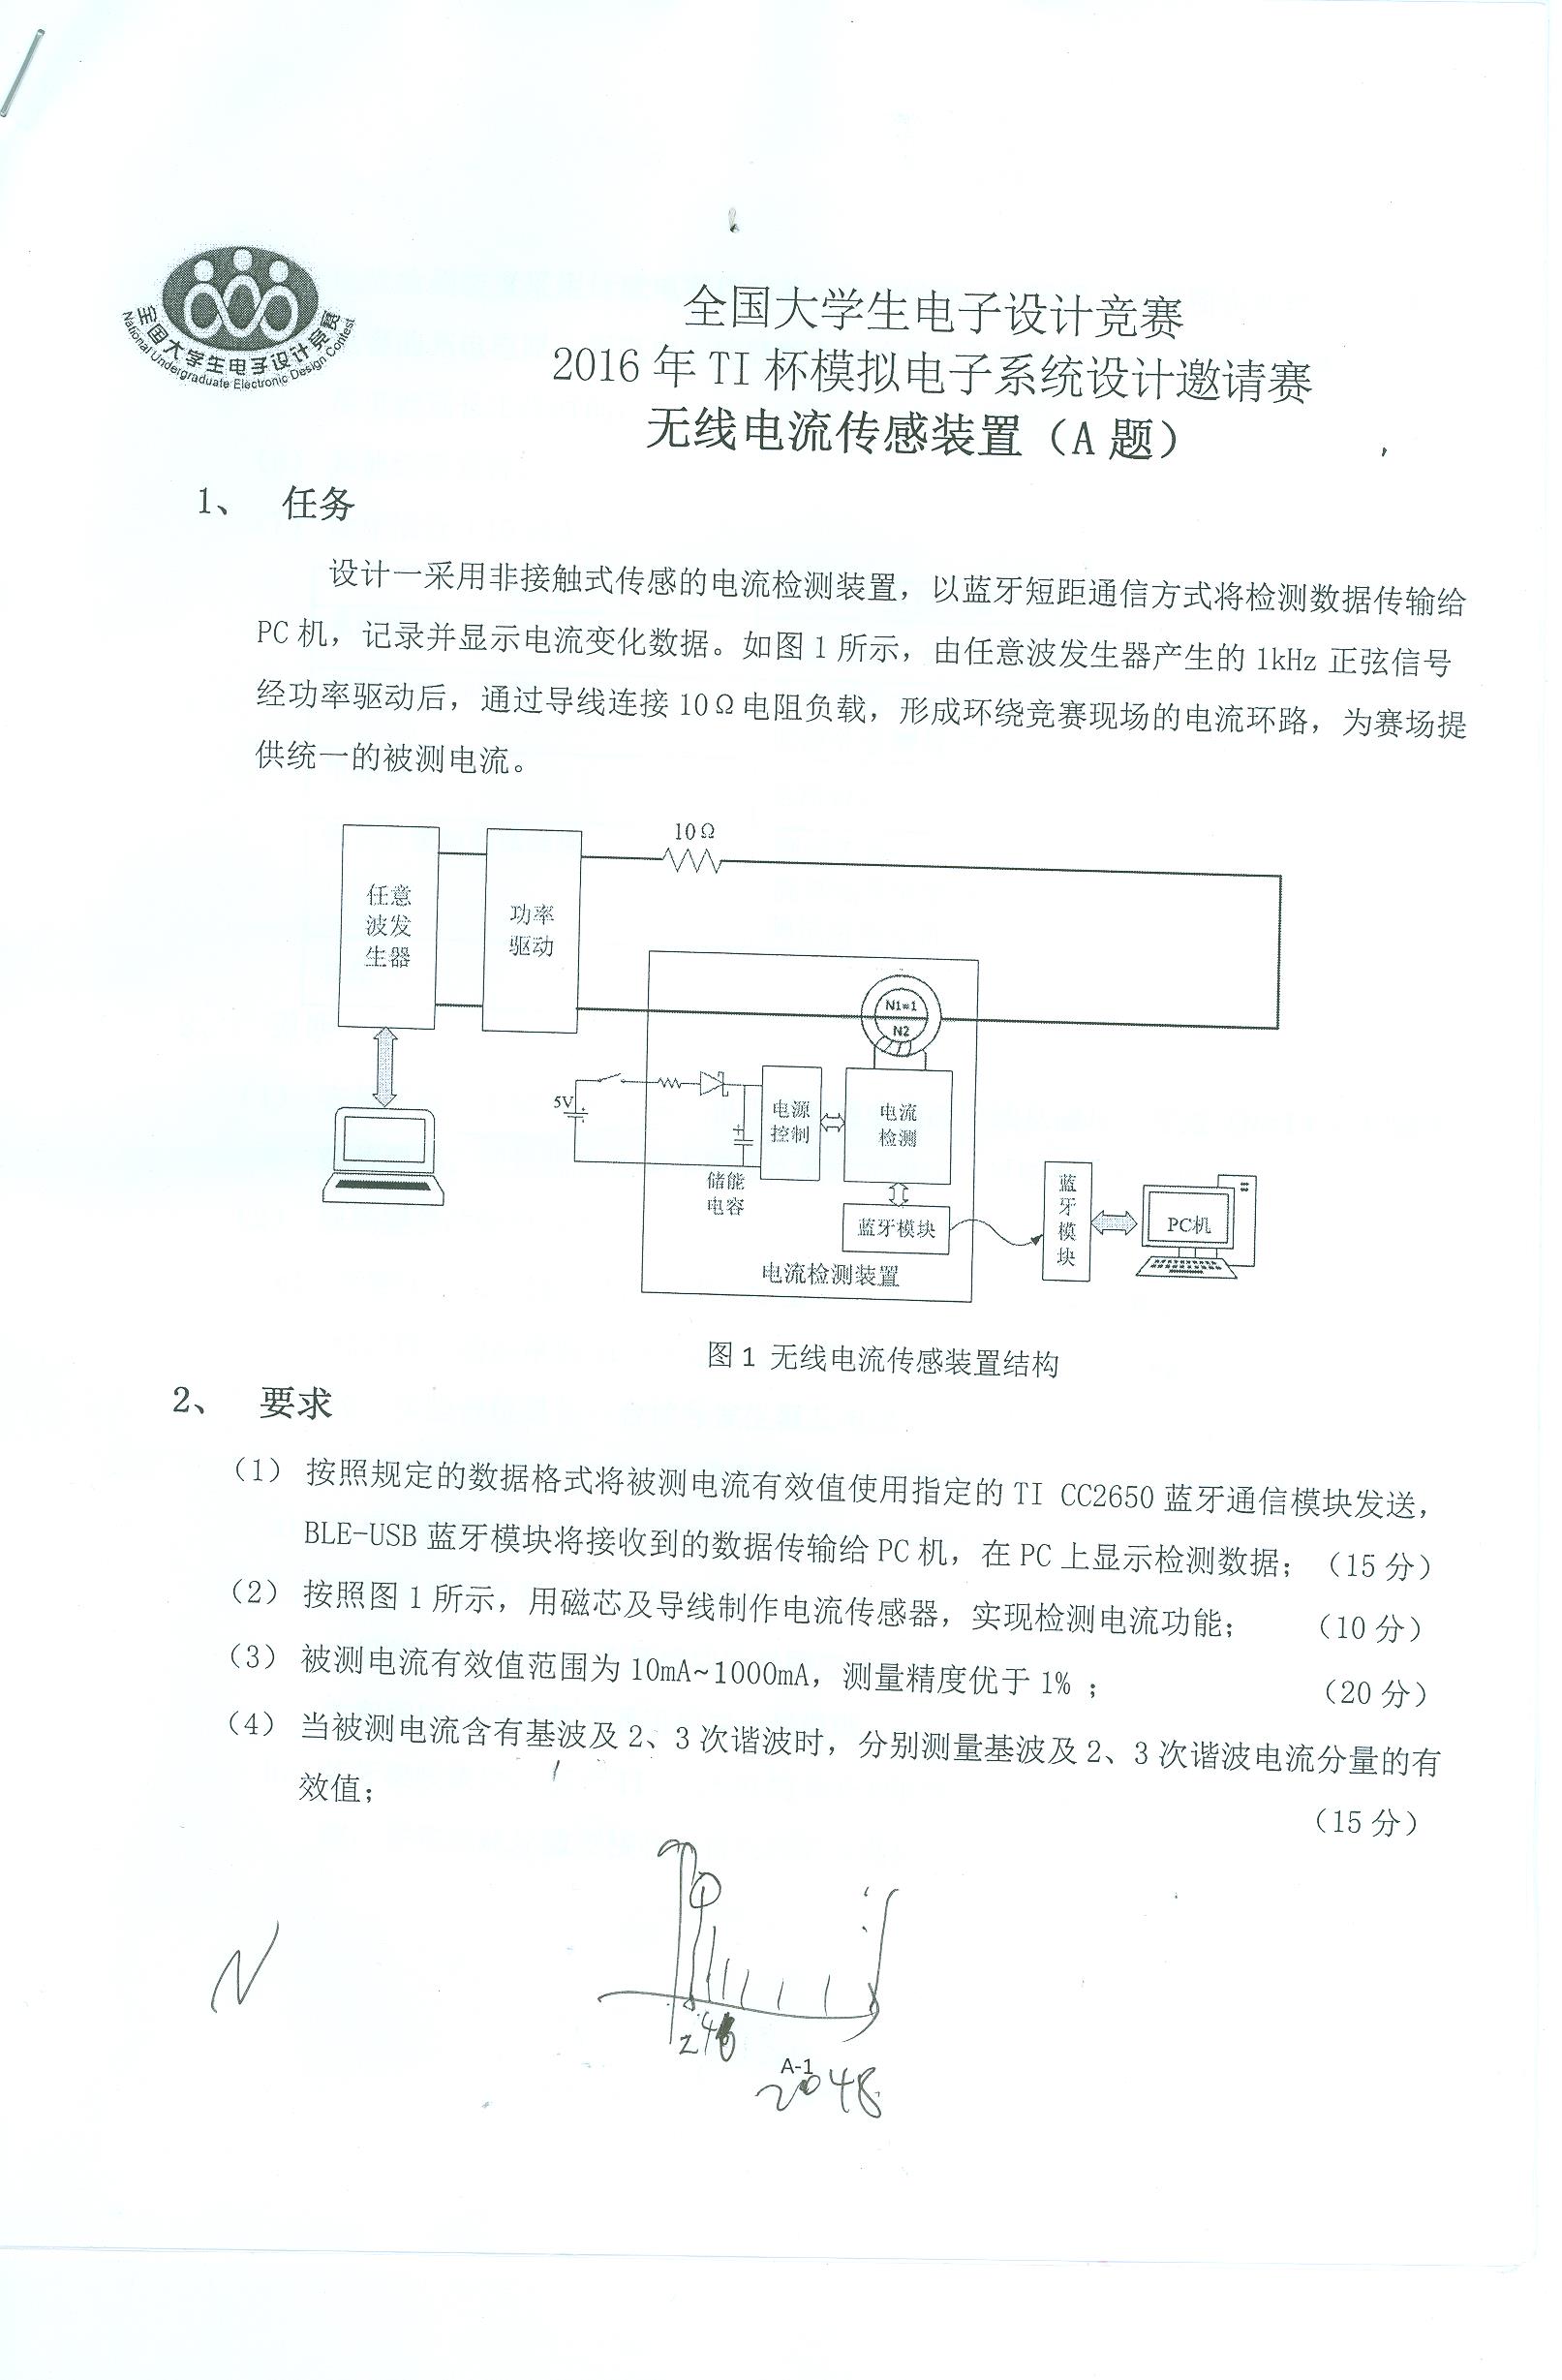 全国大学生电子设计竞赛
National Undergraduate Electronic Design Contest
全国大学生电子设计竞赛
2016 年 TI 杯模拟电子系统设计邀请赛
无线电流传感装置（A 题）
1、 任务
设计一采用非接触式传感的电流检测装置，以蓝牙短距通信方式将检测数据传输给
PC 机，记录并显示电流变化数据。如图 1 所示，由任意波发生器产生的 1kHz 正弦信号
经功率驱动后，通过导线连接 10Ω电阻负载，形成环绕竞赛现场的电流环路，为赛场提
供统一的被测电流。
10Ω
任意
波发
生器
功率
驱动
N1=1
N2
5V
电源
控制
电流
检测
储能
电容
蓝牙模块
电流检测装置
蓝
牙
模
块
PC机
图 1 无线电流传感装置结构
2、 要求
（1） 按照规定的数据格式将被测电流有效值使用指定的 TI CC2650 蓝牙通信模块发送，
BLE-USB 蓝牙模块将接收到的数据传输给 PC 机，在 PC 上显示检测数据；（15 分）
（2） 按照图 1 所示，用磁芯及导线制作电流传感器，实现检测电流功能； （10 分）
（3） 被测电流有效值范围为 10mA~1000mA，测量精度优于 1% ； （20 分）
（4） 当被测电流含有基波及 2、3 次谐波时，分别测量基波及 2、3 次谐波电流分量的有
效值； （15 分）
N
A-1
2048